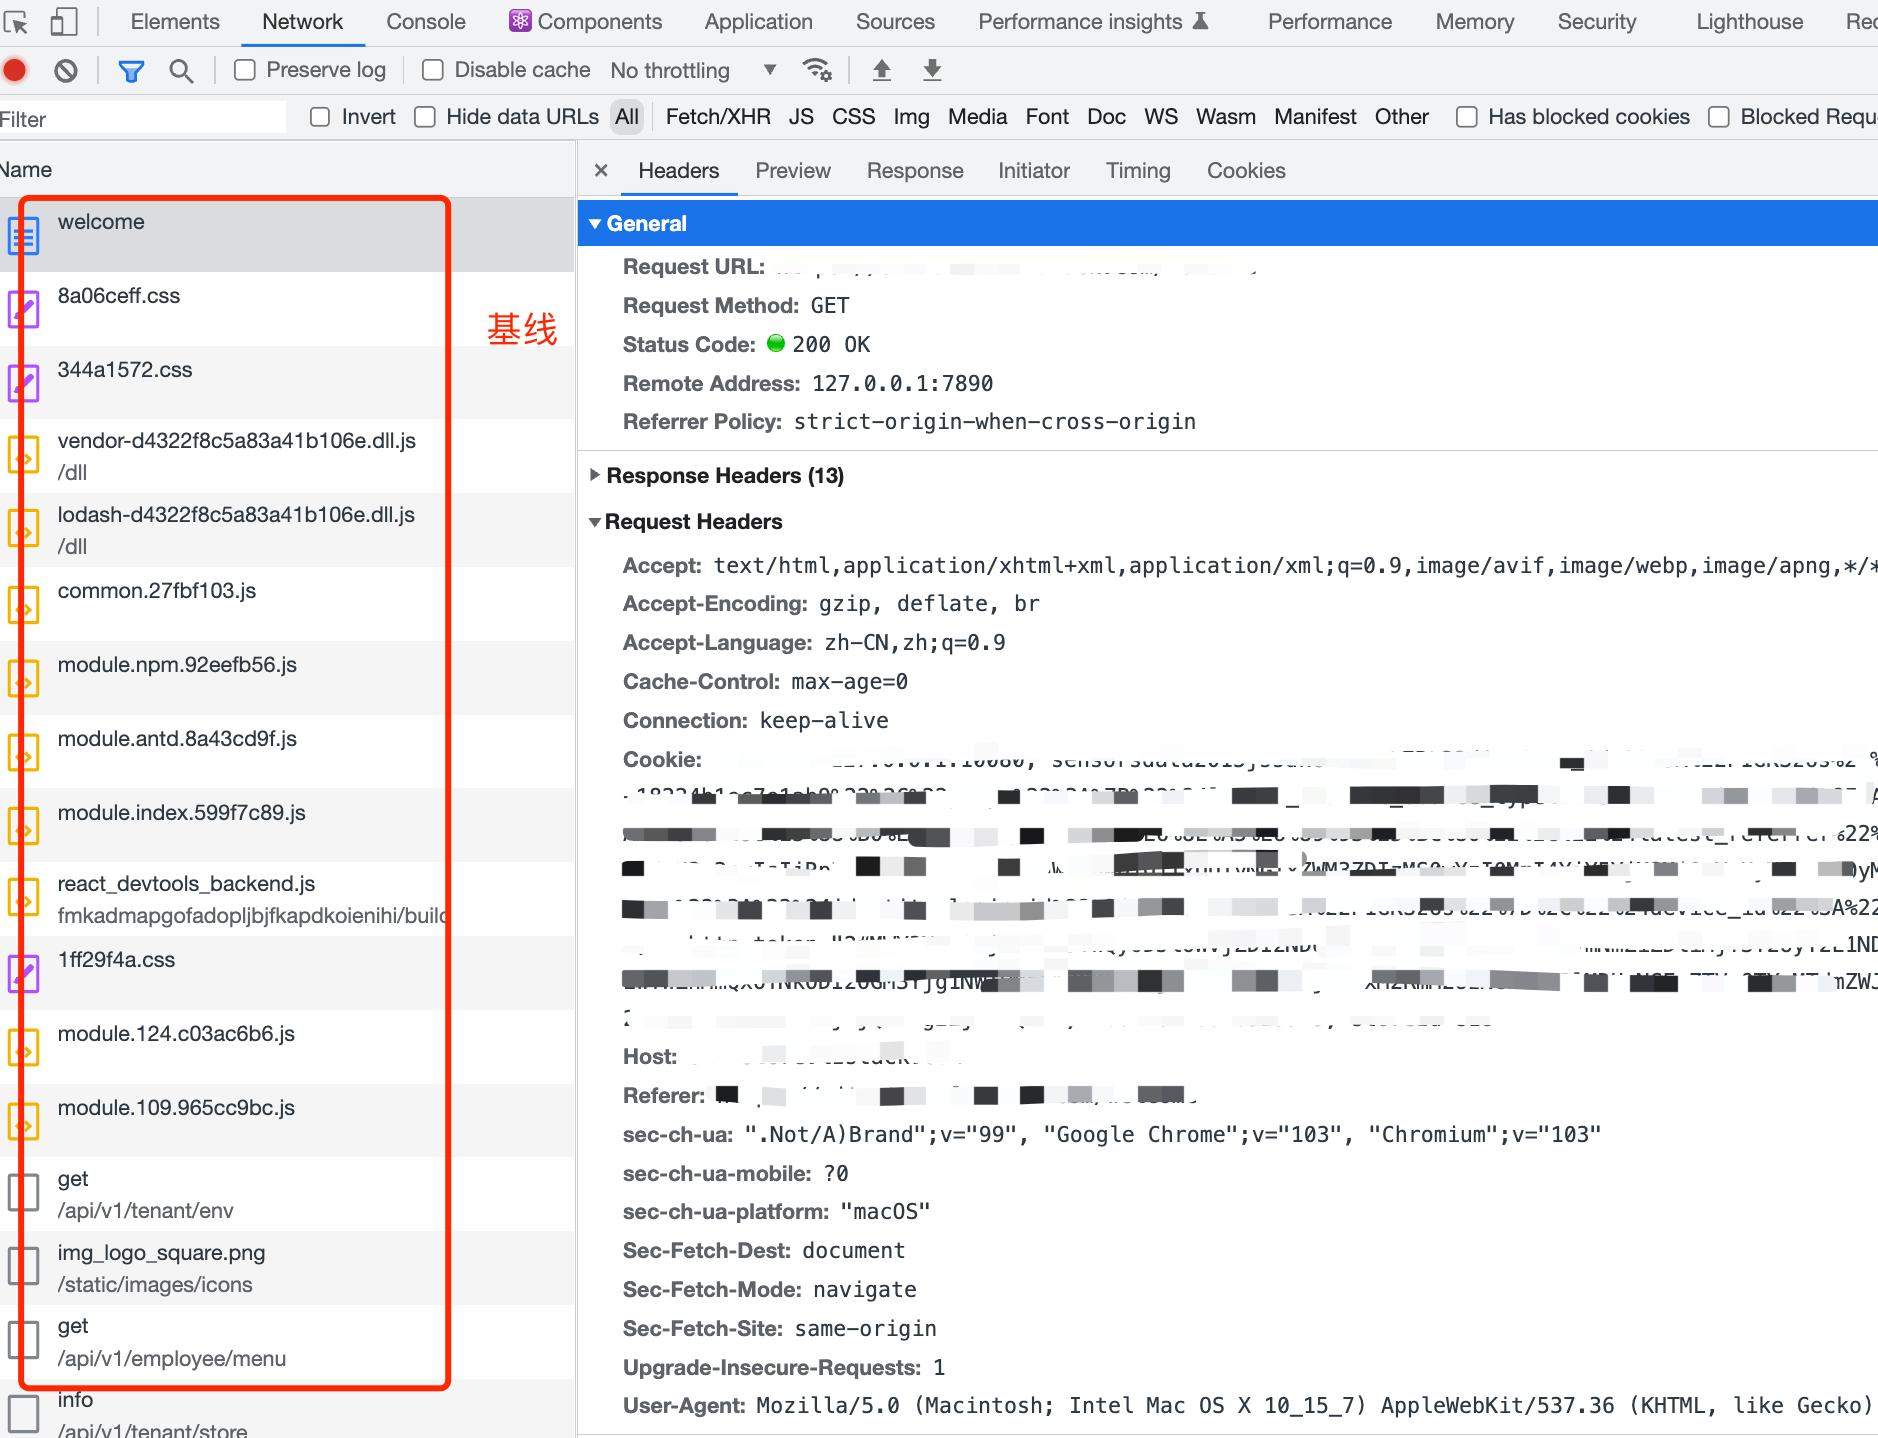 Elements Network Console Components Application Sources Performance insights Performance Memory Security Lighthouse Rec
Preserve log Disable cache No throttling
Filter Invert Hide data URLs All Fetch/XHR JS CSS Img Media Font Doc WS Wasm Manifest Other Has blocked cookies Blocked Requ
Name
welcome
8a06ceff.css
344a1572.css
vendor-d4322f8c5a83a41b106e.dll.js
/dll
lodash-d4322f8c5a83a41b106e.dll.js
/dll
common.27fbf103.js
module.npm.92eefb56.js
module.antd.8a43cd9f.js
module.index.599f7c89.js
react_devtools_backend.js
fmkadmapgofadopljbjfkapdkoienihi/build
1ff29f4a.css
module.124.c03ac6b6.js
module.109.965cc9bc.js
get
/api/v1/tenant/env
img_logo_square.png
/static/images/icons
get
/api/v1/employee/menu
info
/api/v1/tenant/store
基线
Headers Preview Response Initiator Timing Cookies
General
Request URL:
Request Method: GET
Status Code: 200 OK
Remote Address: 127.0.0.1:7890
Referrer Policy: strict-origin-when-cross-origin
Response Headers (13)
Request Headers
Accept: text/html,application/xhtml+xml,application/xml;q=0.9,image/avif,image/webp,image/apng,*/*
Accept-Encoding: gzip, deflate, br
Accept-Language: zh-CN,zh;q=0.9
Cache-Control: max-age=0
Connection: keep-alive
Cookie:
Host:
Referer:
sec-ch-ua: ".Not/A)Brand";v="99", "Google Chrome";v="103", "Chromium";v="103"
sec-ch-ua-mobile: ?0
sec-ch-ua-platform: "macOS"
Sec-Fetch-Dest: document
Sec-Fetch-Mode: navigate
Sec-Fetch-Site: same-origin
Upgrade-Insecure-Requests: 1
User-Agent: Mozilla/5.0 (Macintosh; Intel Mac OS X 10_15_7) AppleWebKit/537.36 (KHTML, like Gecko)